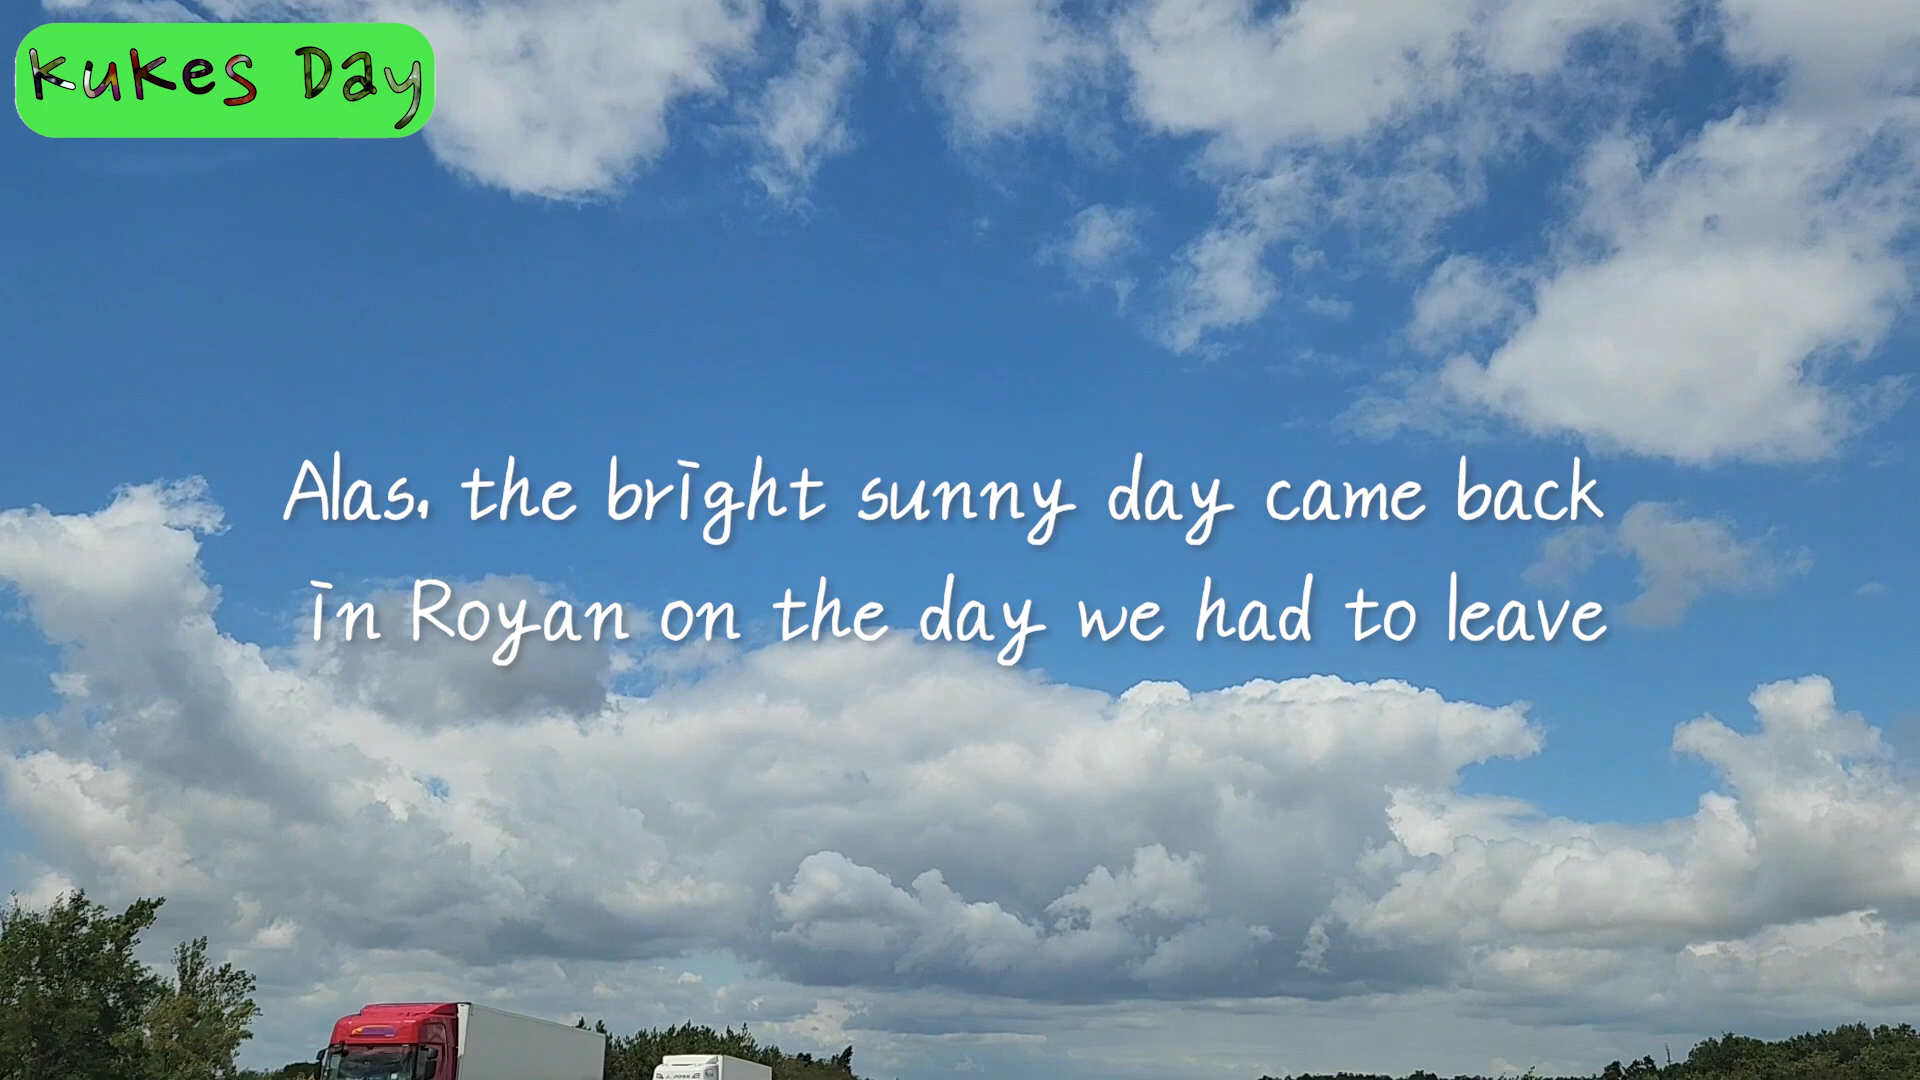 Kukes Day
Alas, the bright sunny day came back
in Royan on the day we had to leave